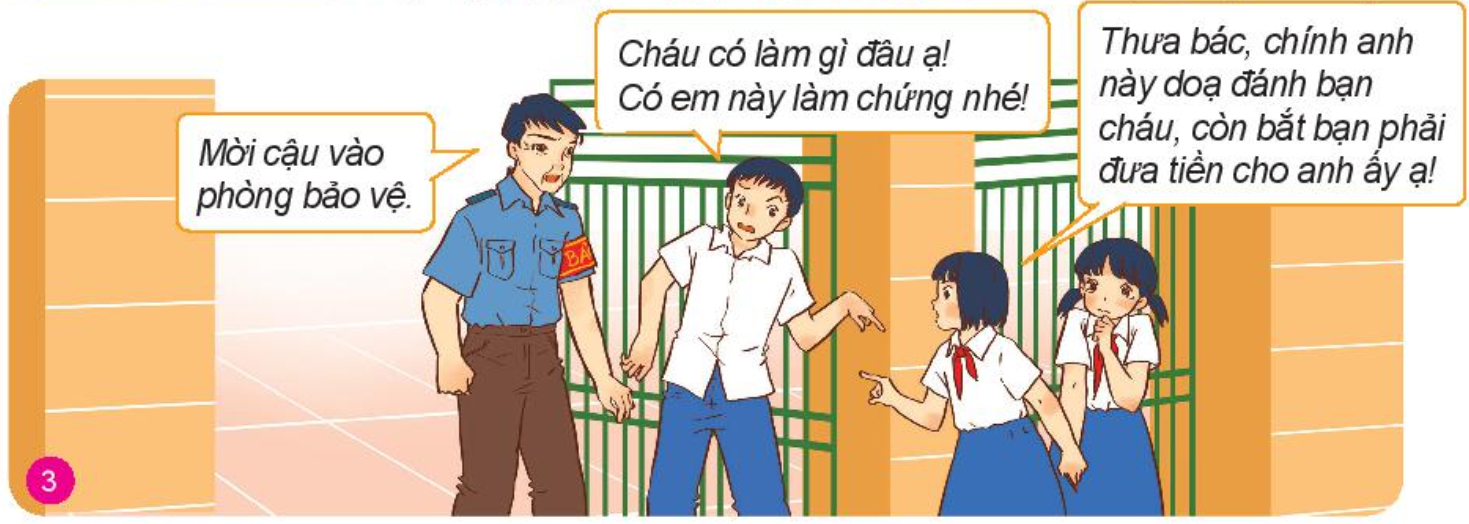 Mời cậu vào
phòng bảo vệ.
Cháu có làm gì đâu ạ!
Có em này làm chứng nhé!
Thưa bác, chính anh
này doạ đánh bạn
cháu, còn bắt bạn phải
đưa tiền cho anh ấy ạ!
BẢ
3